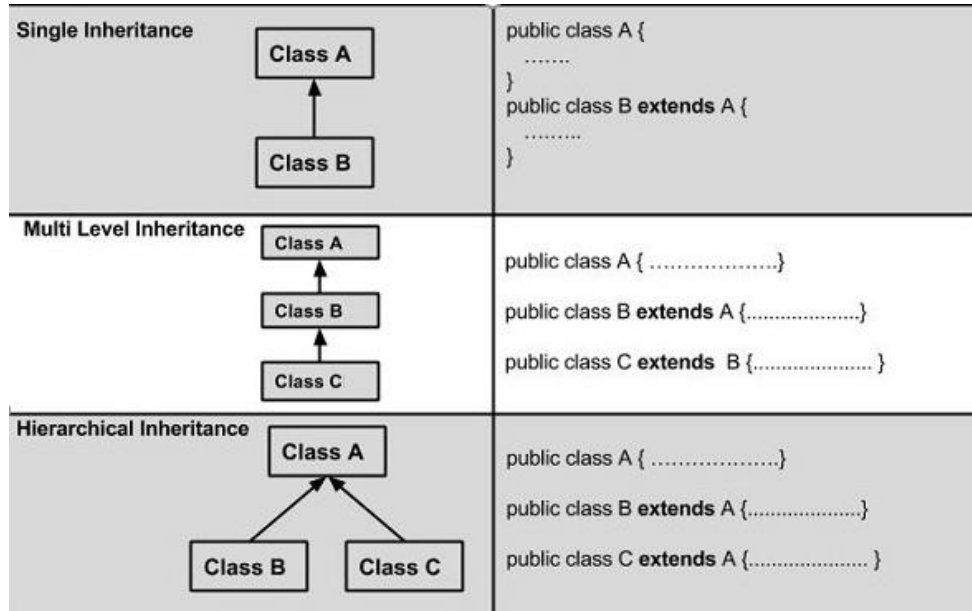 Single Inheritance
Class A
Class B
public class A {
.......
}
public class B extends A {
.........
}
Multi Level Inheritance
Class A
Class B
Class C
public class A { ...................}
public class B extends A {....................}
public class C extends B {...................... }
Hierarchical Inheritance
Class A
Class B
Class C
public class A { ...................}
public class B extends A {....................}
public class C extends A {...................... }